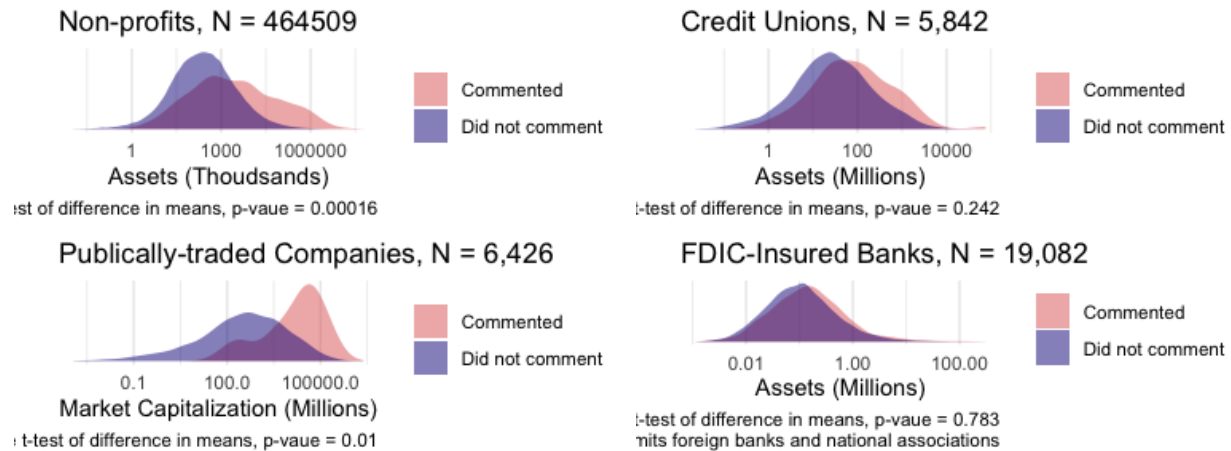 Non-profits, N = 464509
Commented
Did not comment
1 1000 1000000
Assets (Thoudsands)
est of difference in means, p-vaue = 0.00016
Credit Unions, N = 5,842
Commented
Did not comment
1 100 10000
Assets (Millions)
t-test of difference in means, p-vaue = 0.242
Publically-traded Companies, N = 6,426
Commented
Did not comment
0.1 100.0 100000.0
Market Capitalization (Millions)
t-test of difference in means, p-vaue = 0.01
FDIC-Insured Banks, N = 19,082
Commented
Did not comment
0.01 1.00 100.00
Assets (Millions)
t-test of difference in means, p-vaue = 0.783
mits foreign banks and national associations